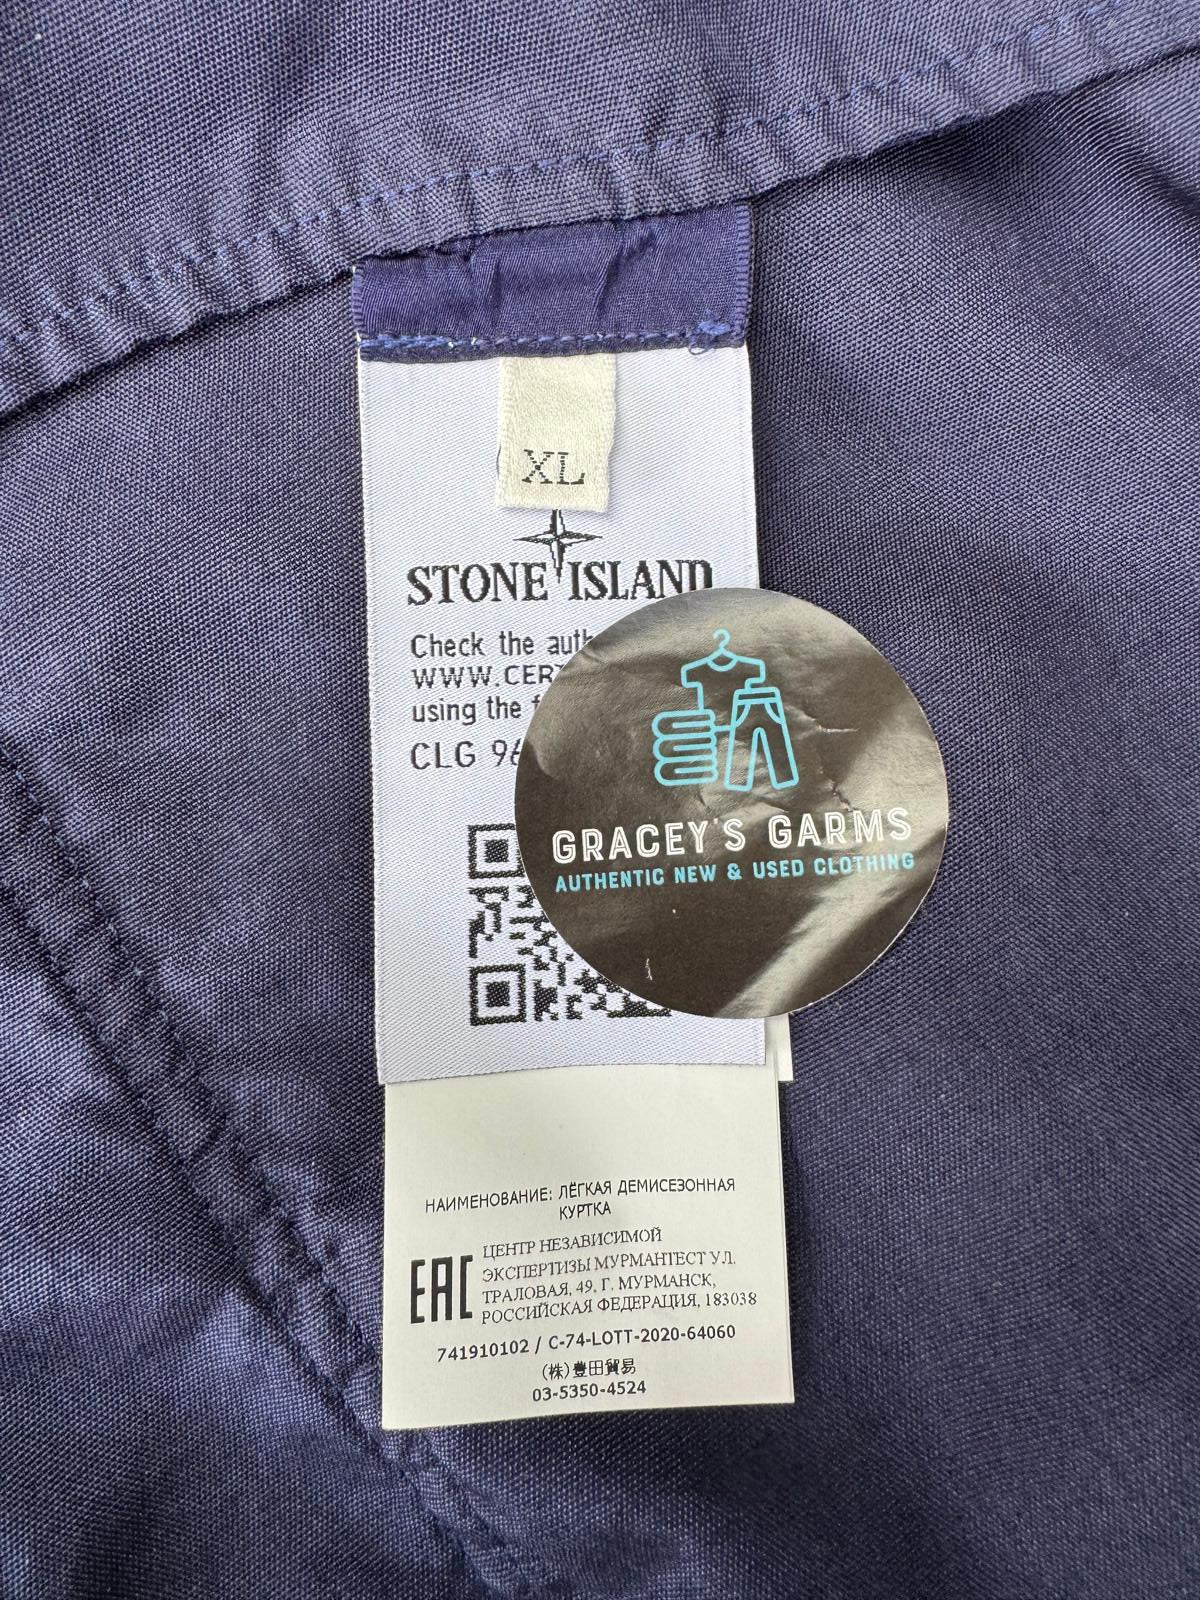 XL
STONE ISLAND
Check the
WWW.
using the
CLG
GRACEY'S GARMS
AUTHENTIC NEW & USED CLOTHING
НАИМЕНОВАНИЕ: ЛЁГКАЯ ДЕМИСЕЗОННАЯ
КУРТКА
EAC
ЦЕНТР НЕЗАВИСИМОЙ
ЭКСПЕРТИЗЫ МУРМАНТЕСТ УЛ.
ТРАЛОВАЯ, 49, Г. МУРМАНСК,
РОССИЙСКАЯ ФЕДЕРАЦИЯ, 183038
741910102 / C-74-LOTT-2020-64060
(株)豊田貿易
03-5350-4524